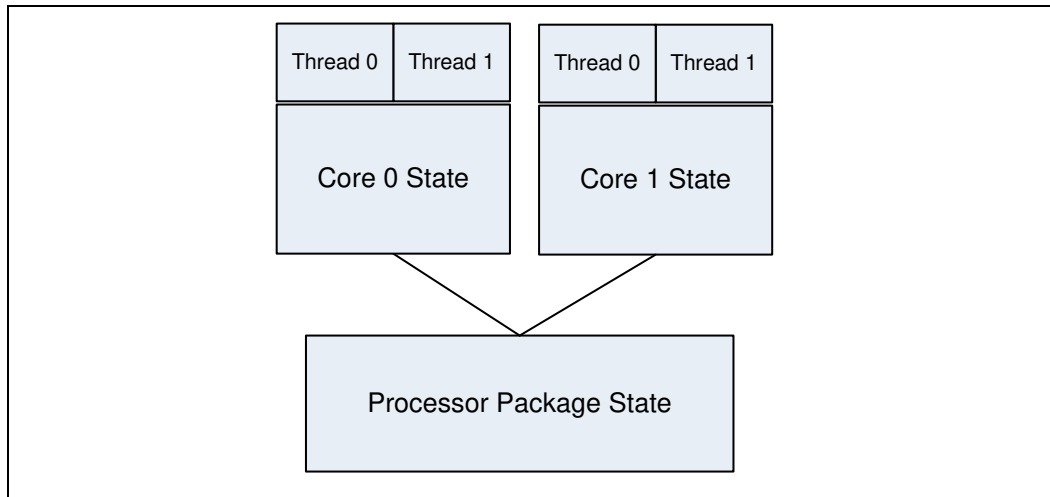 Thread 0
Thread 1
Thread 0
Thread 1
Core 0 State
Core 1 State
Processor Package State